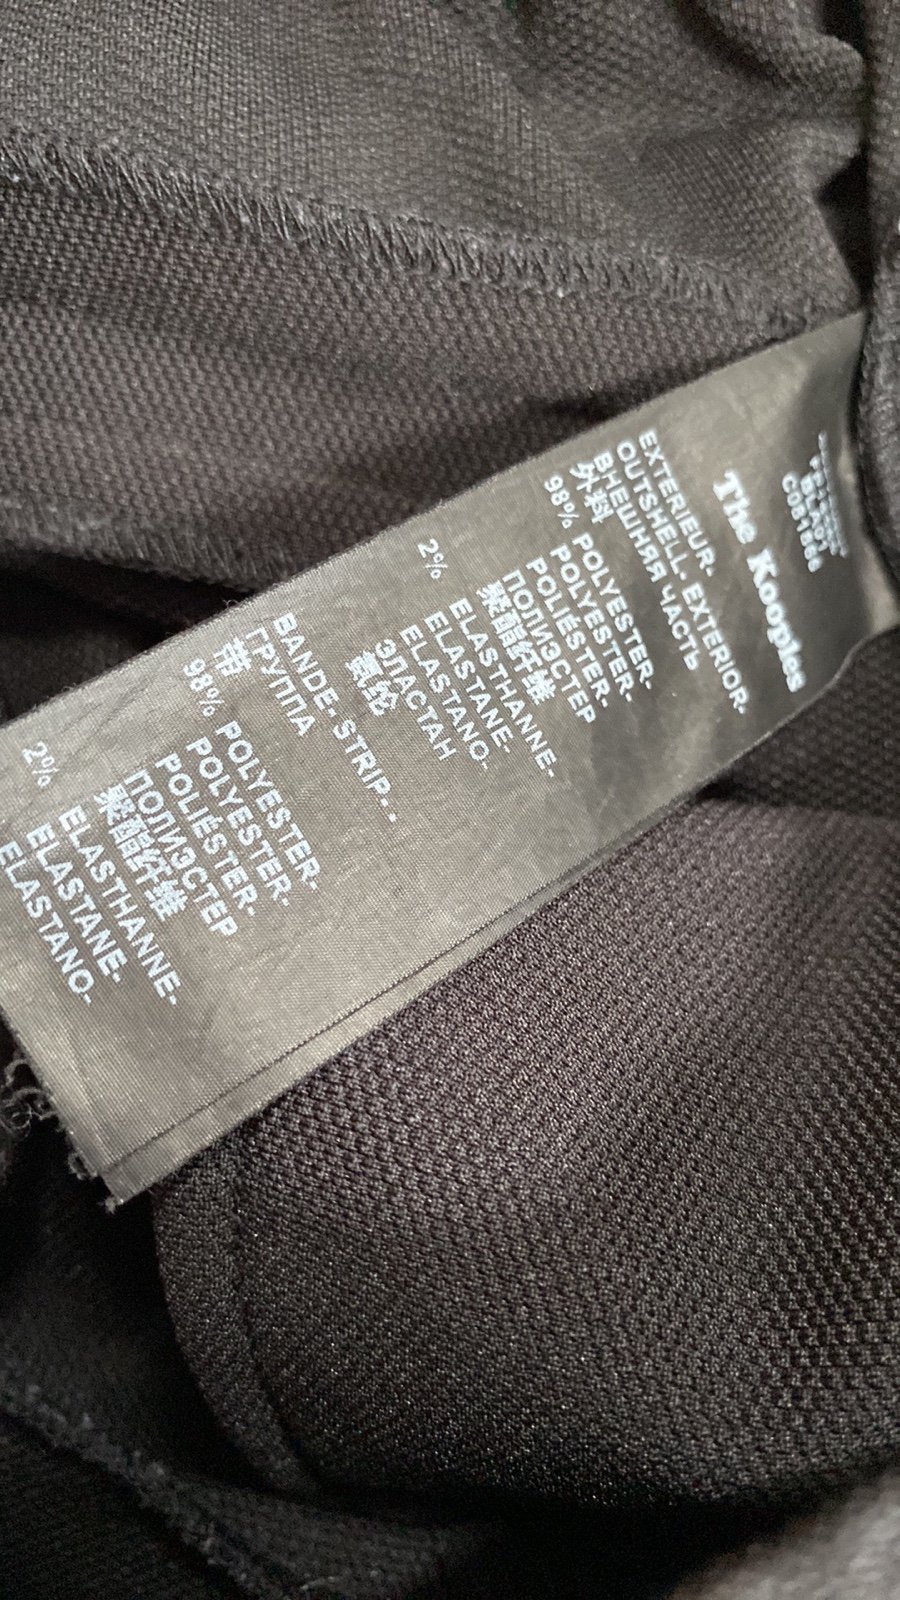 BLA01
C08166
The Kooples
EXTERIEUR-
OUTSHELL- EXTERIOR-
ВНЕШНЯЯ ЧАСТЬ
外料
98% POLYESTER-
POLYESTER-
POLIÉSTER-
ПОЛИЭСТЕР
聚酯纤维
2% ELASTHANNE-
ELASTANE-
ELASTANO-
ЭЛАСТАН
氨纶
BANDE- STRIP-
ГРУППА
带
98% POLYESTER-
POLYESTER-
POLIÉSTER-
ПОЛИЭСТЕР
聚酯纤维
2% ELASTHANNE-
ELASTANE-
ELASTANO-